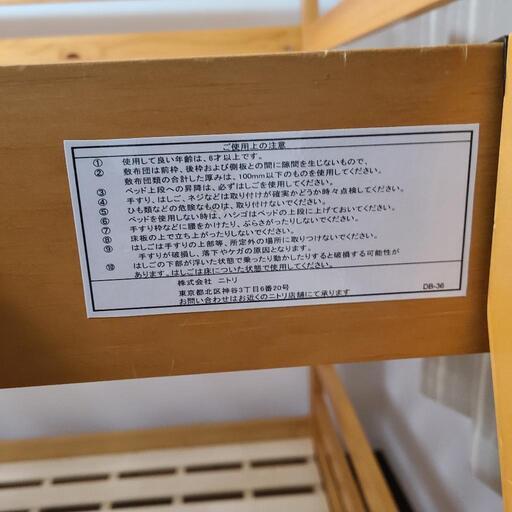 ご使用上の注意
① 使用して良い年齢は、6才以上です。
② 敷布団は前枠、後枠および側板との間に隙間を生じないもので、
敷布団類の合計した厚みは、100mm以下のものを使用してください。
③ ベッド上段への昇降は、必ずはしごを使用してください。
④ 手すり、はしご、ネジなどは取り付けが確かかどうか時々点検してください。
⑤ ひも類などの危険なものは、取り付けないでください。
⑥ ベッドを使用しない時は、ハシゴはベッドの上段に上げておいてください。
⑦ 手すり枠などに腰をかけたり、ぶらさがったりしないでください。
⑧ 床板の上で立ち上がったりしないでください。
⑨ はしごは手すりの上部等、所定外の場所に取りつけないでください。
手すりが破損し、落下やケガの原因となります。
⑩ はしごの下部が浮いた状態で乗ったり動かしたりすると破損する可能性が
あります、はしごは床についた状態で使用してください。
株式会社 ニトリ
東京都北区神谷3丁目6番20号
お問い合わせはお近くのニトリ店舗にて承ります。
DB-36